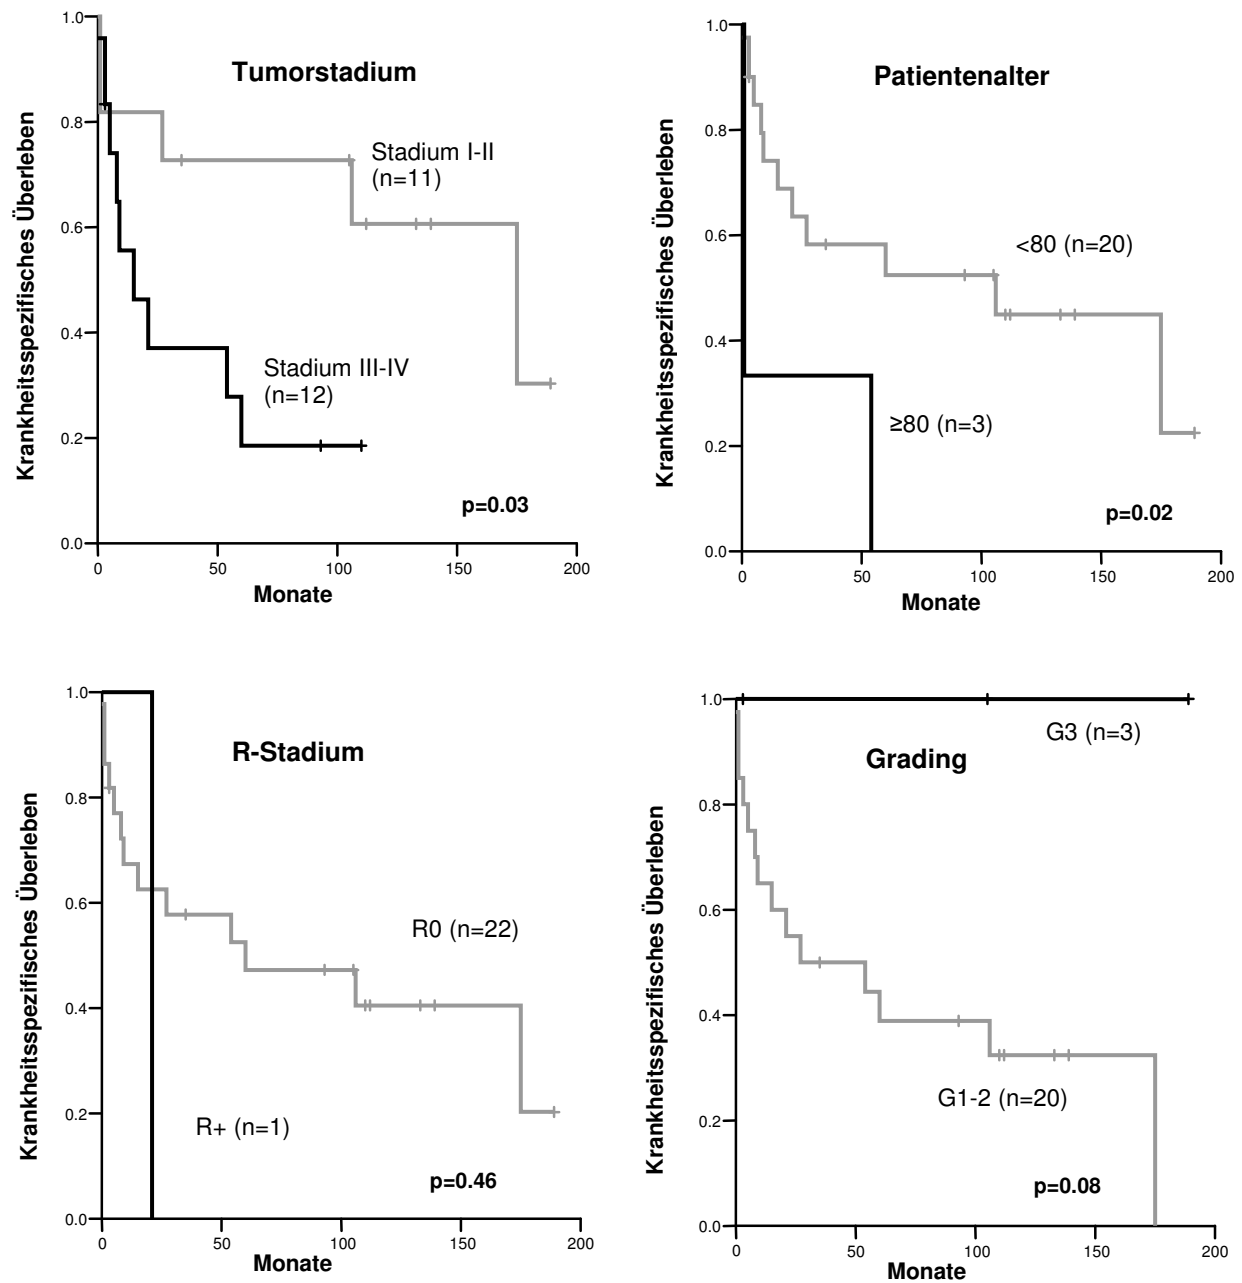 Tumorstadium
Krankheitsspezifisches Überleben
1.0
0.8
0.6
0.4
0.2
0.0
Stadium I-II
(n=11)
Stadium III-IV
(n=12)
p=0.03
0 50 100 150 200
Monate
Patientenalter
Krankheitsspezifisches Überleben
1.0
0.8
0.6
0.4
0.2
0.0
<80 (n=20)
≥80 (n=3)
p=0.02
0 50 100 150 200
Monate
R-Stadium
Krankheitsspezifisches Überleben
1.0
0.8
0.6
0.4
0.2
0.0
R0 (n=22)
R+ (n=1)
p=0.46
0 50 100 150 200
Monate
Grading
Krankheitsspezifisches Überleben
1.0
0.8
0.6
0.4
0.2
0.0
G3 (n=3)
G1-2 (n=20)
p=0.08
0 50 100 150 200
Monate